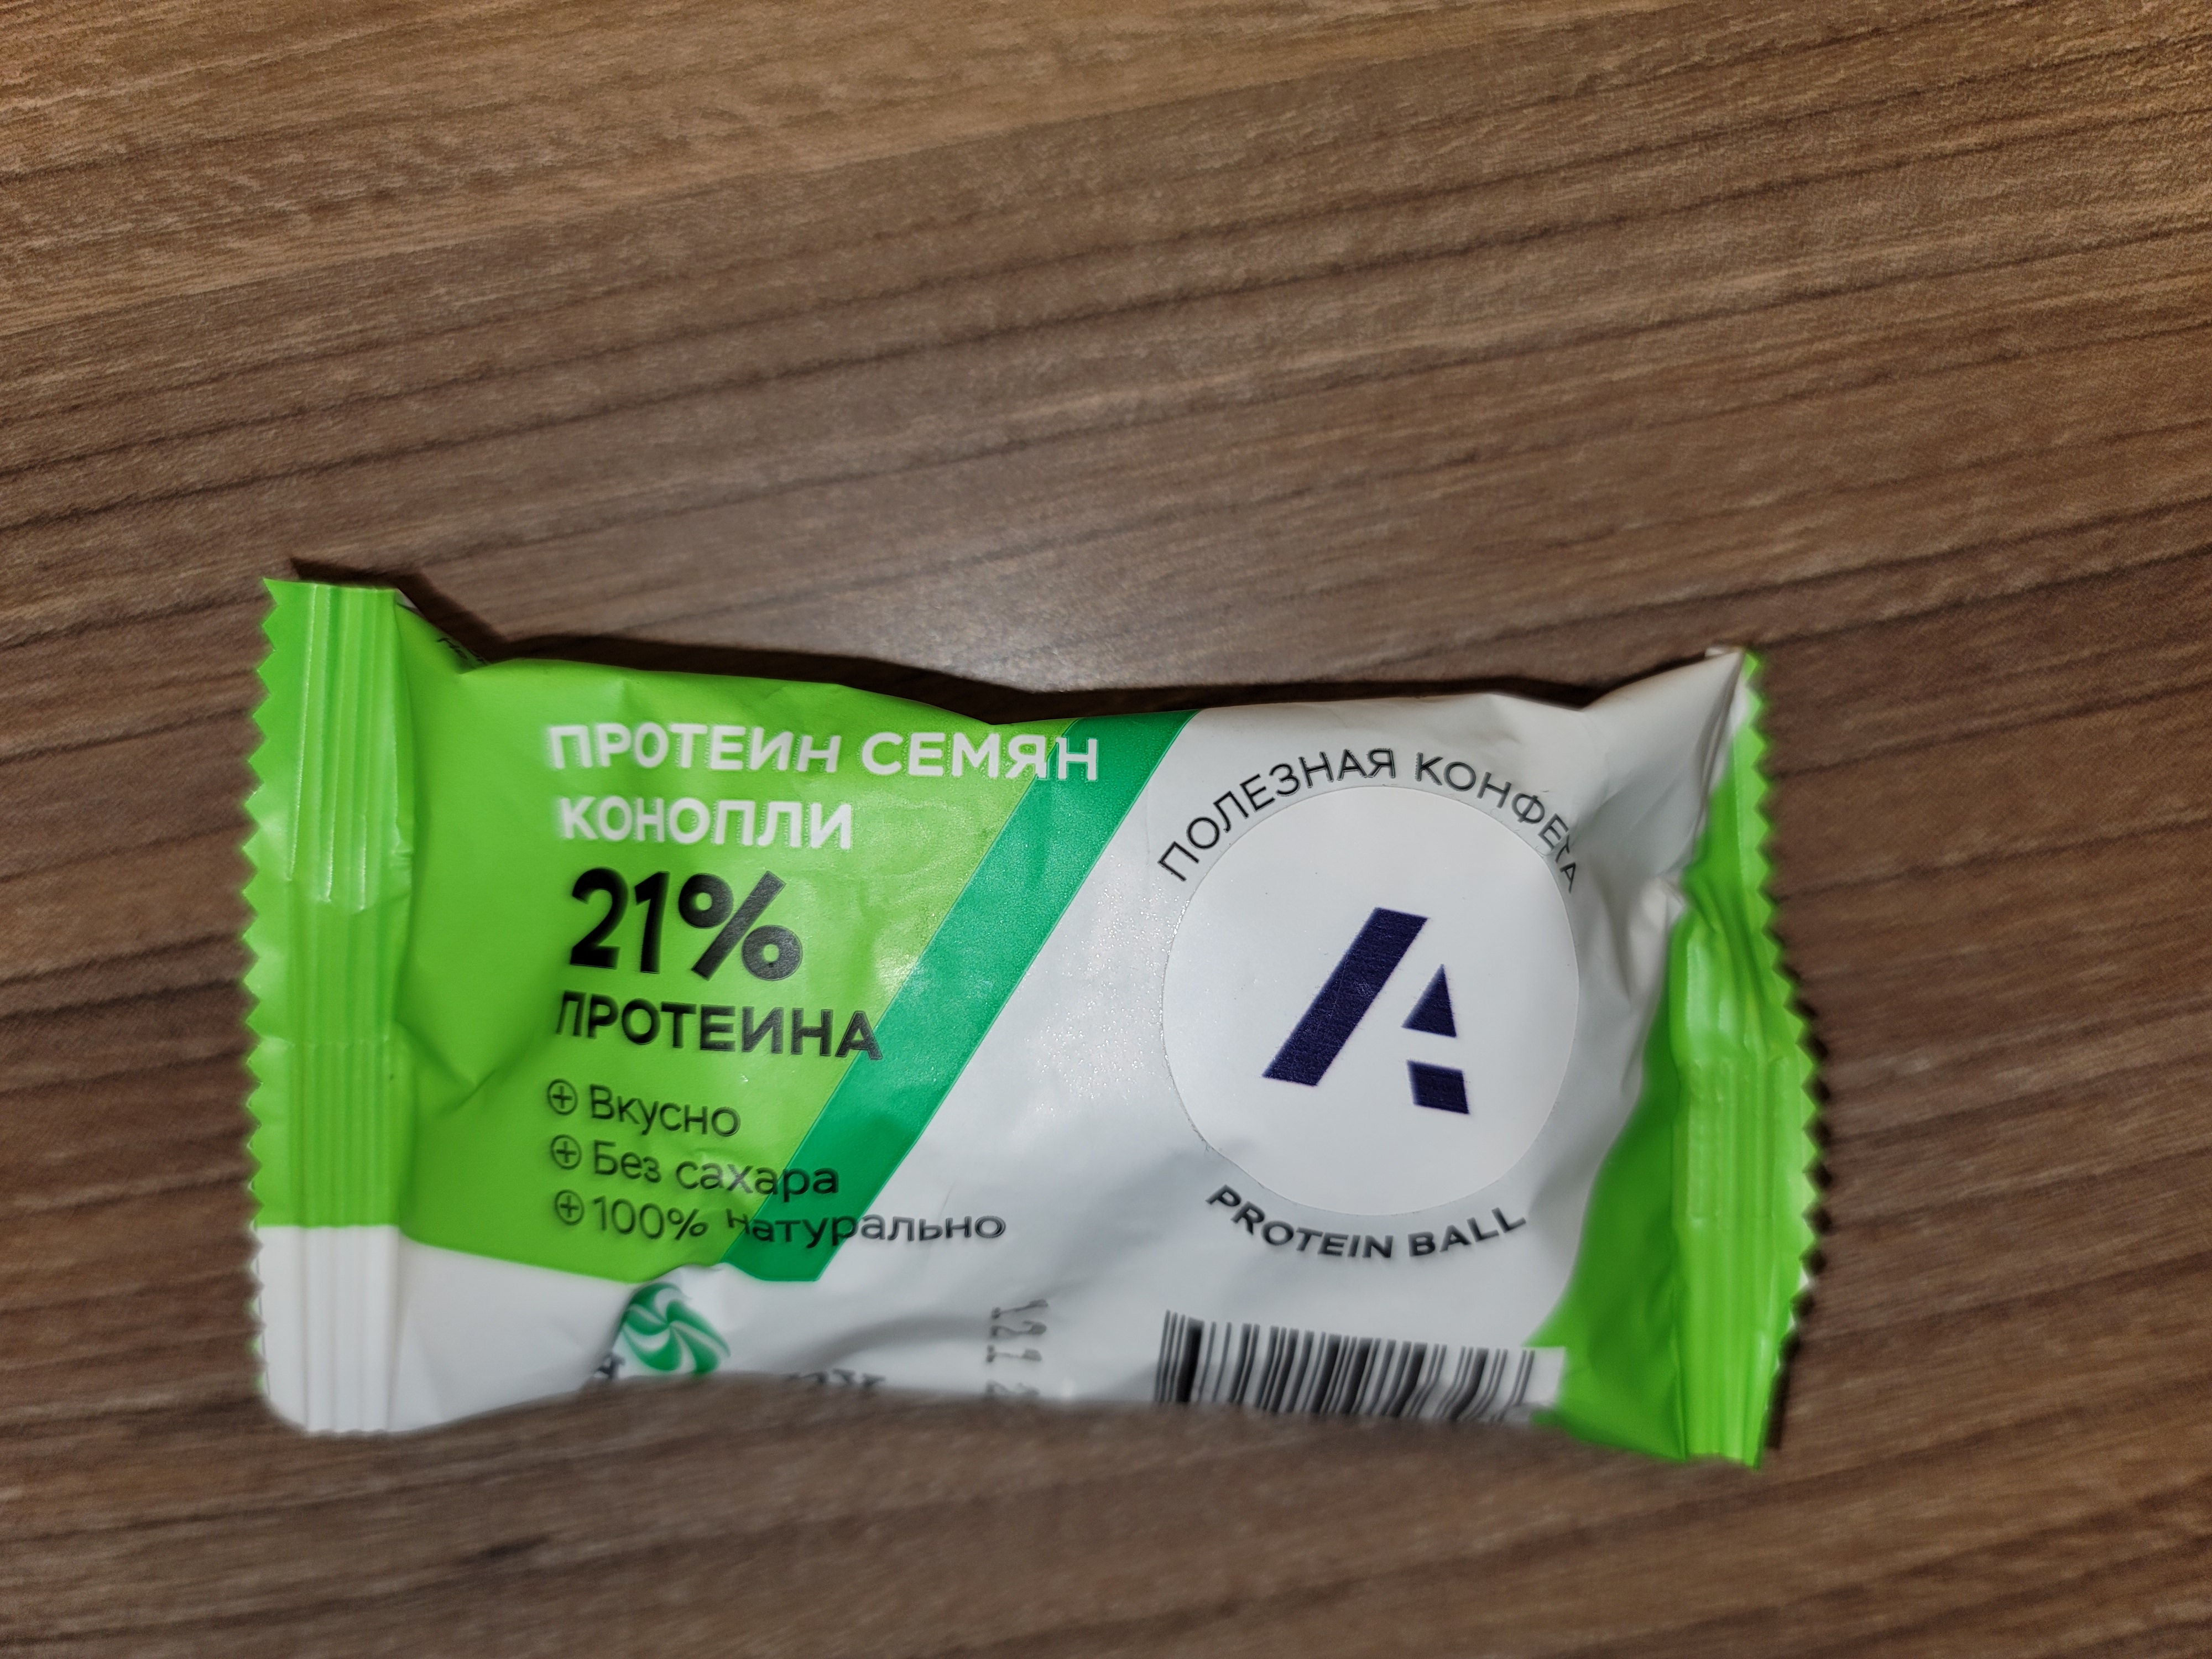 ПРОТЕИН СЕМЯН
КОНОПЛИ
21%
ПРОТЕИНА
Вкусно
Без сахара
100% натурально
ПОЛЕЗНАЯ КОНФЕТА
A
PROTEIN BALL